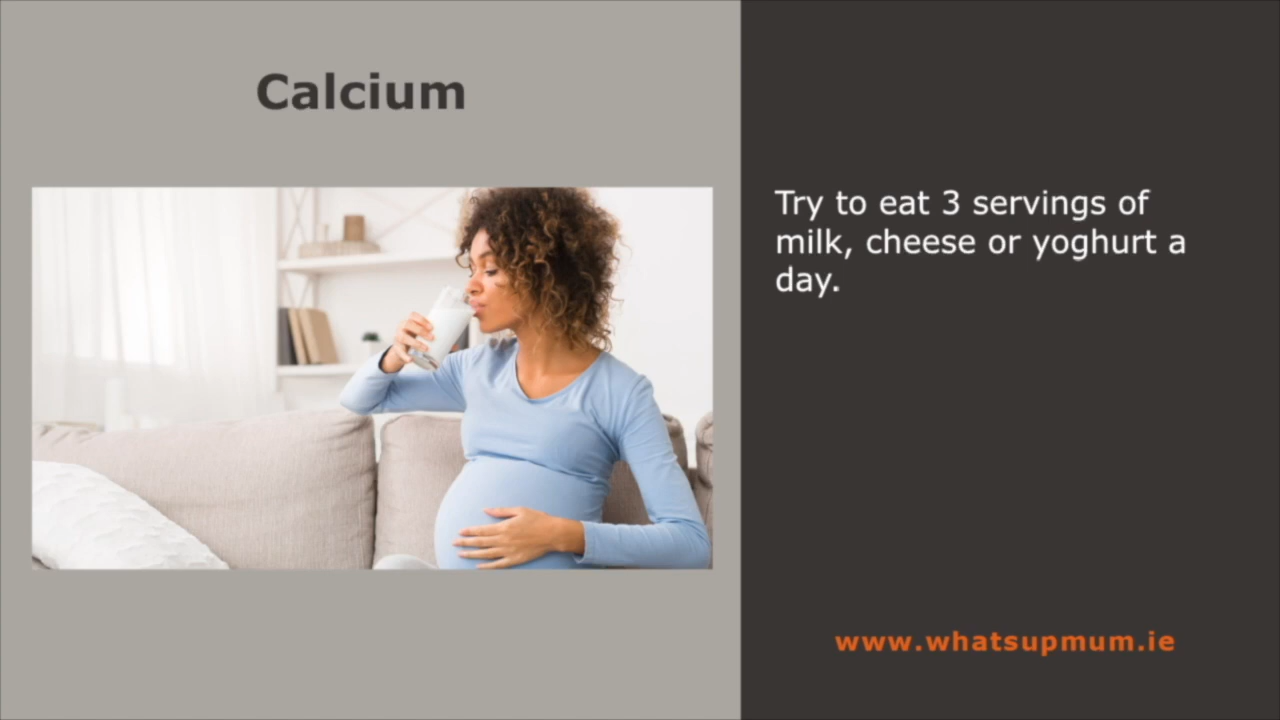 Calcium
Try to eat 3 servings of
milk, cheese or yoghurt a
day.
www.whatsupmum.ie